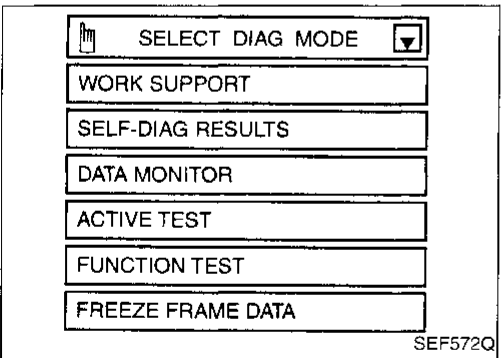 SELECT DIAG MODE
WORK SUPPORT
SELF-DIAG RESULTS
DATA MONITOR
ACTIVE TEST
FUNCTION TEST
FREEZE FRAME DATA
SEF572Q